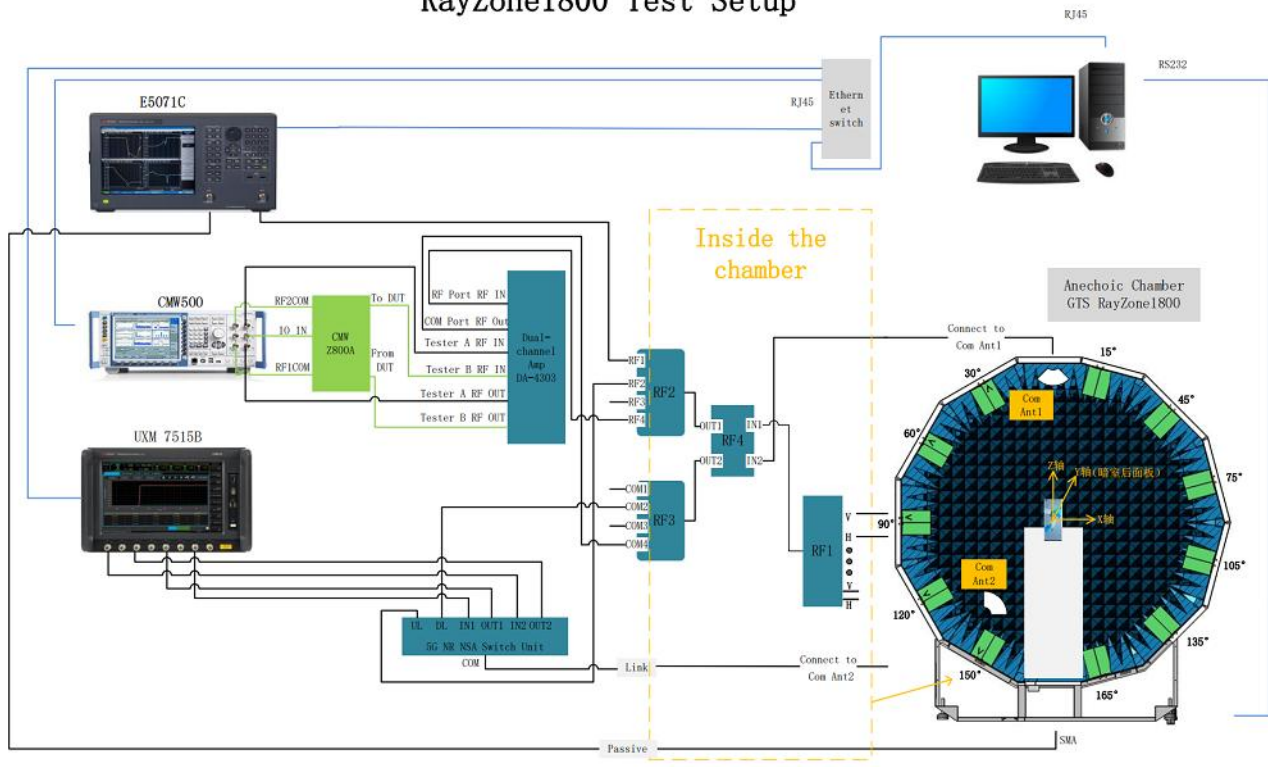 RayZone1800 Test Setup
RJ45
RS232
E5071C
RJ45
Ethern
et
switch
Inside the
chamber
Anechoic Chamber
GTS RayZone1800
CMW500
RF2COM
IO IN
RF1COM
CMW
Z800A
To DUT
From
DUT
RF Port RF IN
COM Port RF Out
Tester A RF IN
Tester B RF IN
Tester A RF OUT
Tester B RF OUT
Dual-
channel
Amp
DA-4303
RF1
RF2
RF3
RF4
RF2
OUT1
OUT2
RF4
IN1
IN2
Connect to
Com Ant1
COM1
COM2
COM3
COM4
RF3
RF1
V
H
V
H
15°
30°
45°
60°
75°
90°
105°
120°
135°
150°
165°
Com
Ant1
Z轴
Y轴(暗室后面板)
X轴
Com
Ant2
UXM 7515B
UL DL IN1 OUT1 IN2 OUT2
5G NR NSA Switch Unit
COM
Link
Connect to
Com Ant2
Passive
SMA